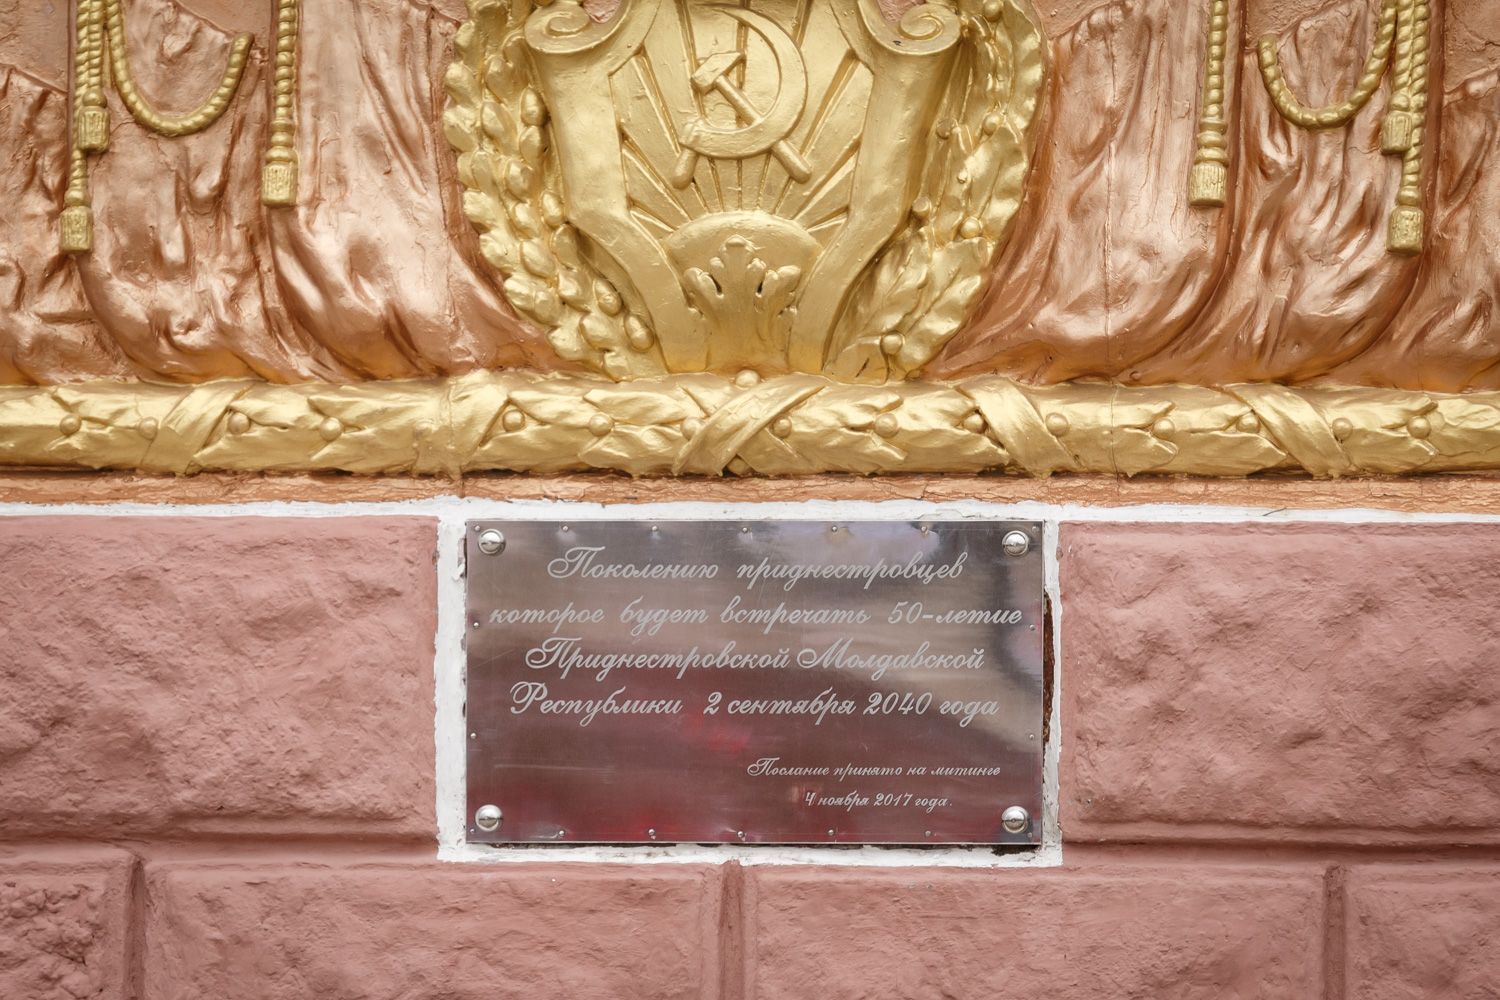 Поколению приднестровцев
которое будет встречать 50-летие
Приднестровской Молдавской
Республики 2 сентября 2040 года
Послание принято на митинге
4 ноября 2017 года.